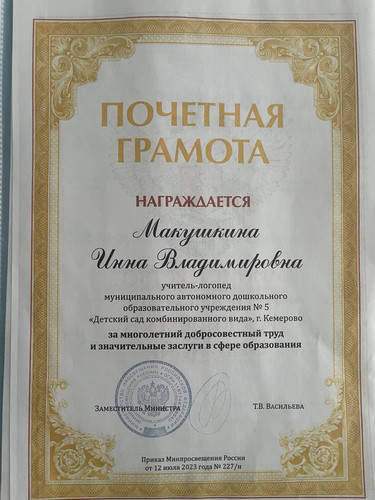 ПОЧЕТНАЯ
ГРАМОТА
НАГРАЖДАЕТСЯ
Макушкина
Инна Владимировна
учитель-логопед
муниципального автономного дошкольного
образовательного учреждения № 5
«Детский сад комбинированного вида», г. Кемерово
за многолетний добросовестный труд
и значительные заслуги в сфере образования
Заместитель Министра
Т.В. Васильева
Приказ Минпросвещения России
от 12 июля 2023 года № 227/н